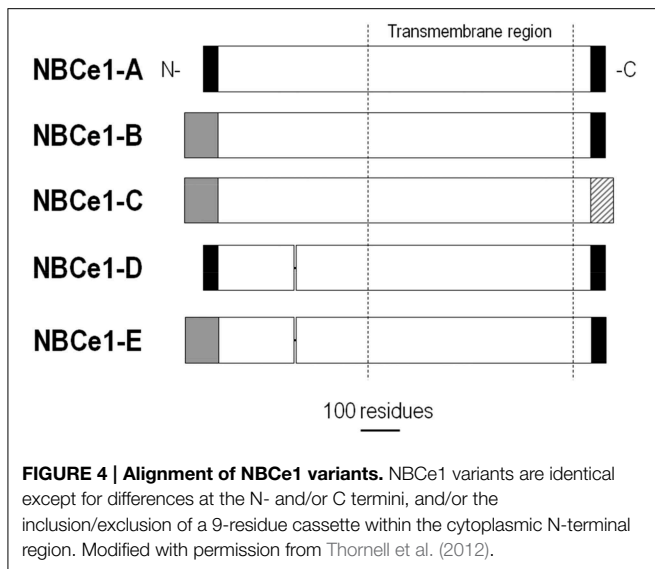 Transmembrane region
NBCe1-A N- -C
NBCe1-B
NBCe1-C
NBCe1-D
NBCe1-E
100 residues
FIGURE 4 | Alignment of NBCe1 variants. NBCe1 variants are identical
except for differences at the N- and/or C termini, and/or the
inclusion/exclusion of a 9-residue cassette within the cytoplasmic N-terminal
region. Modified with permission from Thornell et al. (2012).